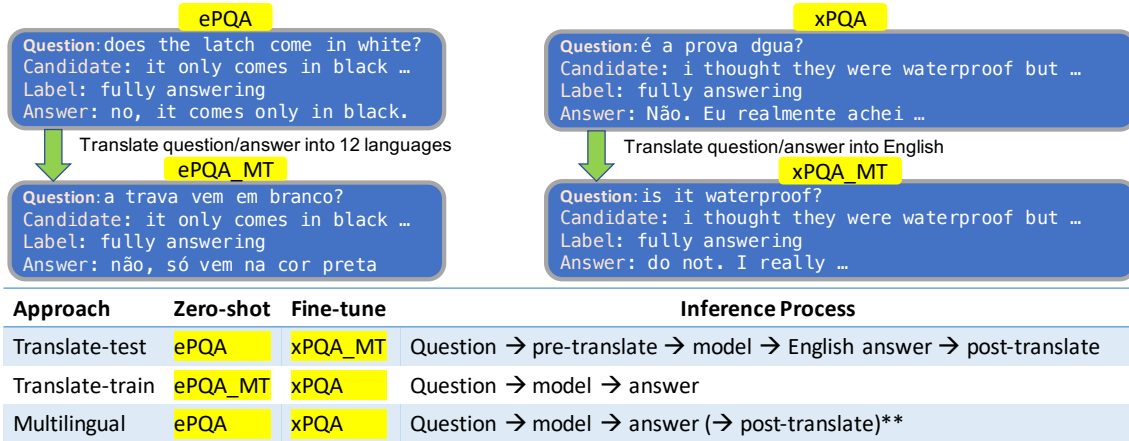 ePQA
Question:does the latch come in white?
Candidate: it only comes in black …
Label: fully answering
Answer: no, it comes only in black.
Translate question/answer into 12 languages
ePQA_MT
Question:a trava vem em branco?
Candidate: it only comes in black …
Label: fully answering
Answer: não, só vem na cor preta
xPQA
Question:é a prova dgua?
Candidate: i thought they were waterproof but …
Label: fully answering
Answer: Não. Eu realmente achei …
Translate question/answer into English
xPQA_MT
Question:is it waterproof?
Candidate: i thought they were waterproof but …
Label: fully answering
Answer: do not. I really …
Approach Zero-shot Fine-tune Inference Process
Translate-test ePQA xPQA_MT Question → pre-translate → model → English answer → post-translate
Translate-train ePQA_MT xPQA Question → model → answer
Multilingual ePQA xPQA Question → model → answer (→ post-translate)**